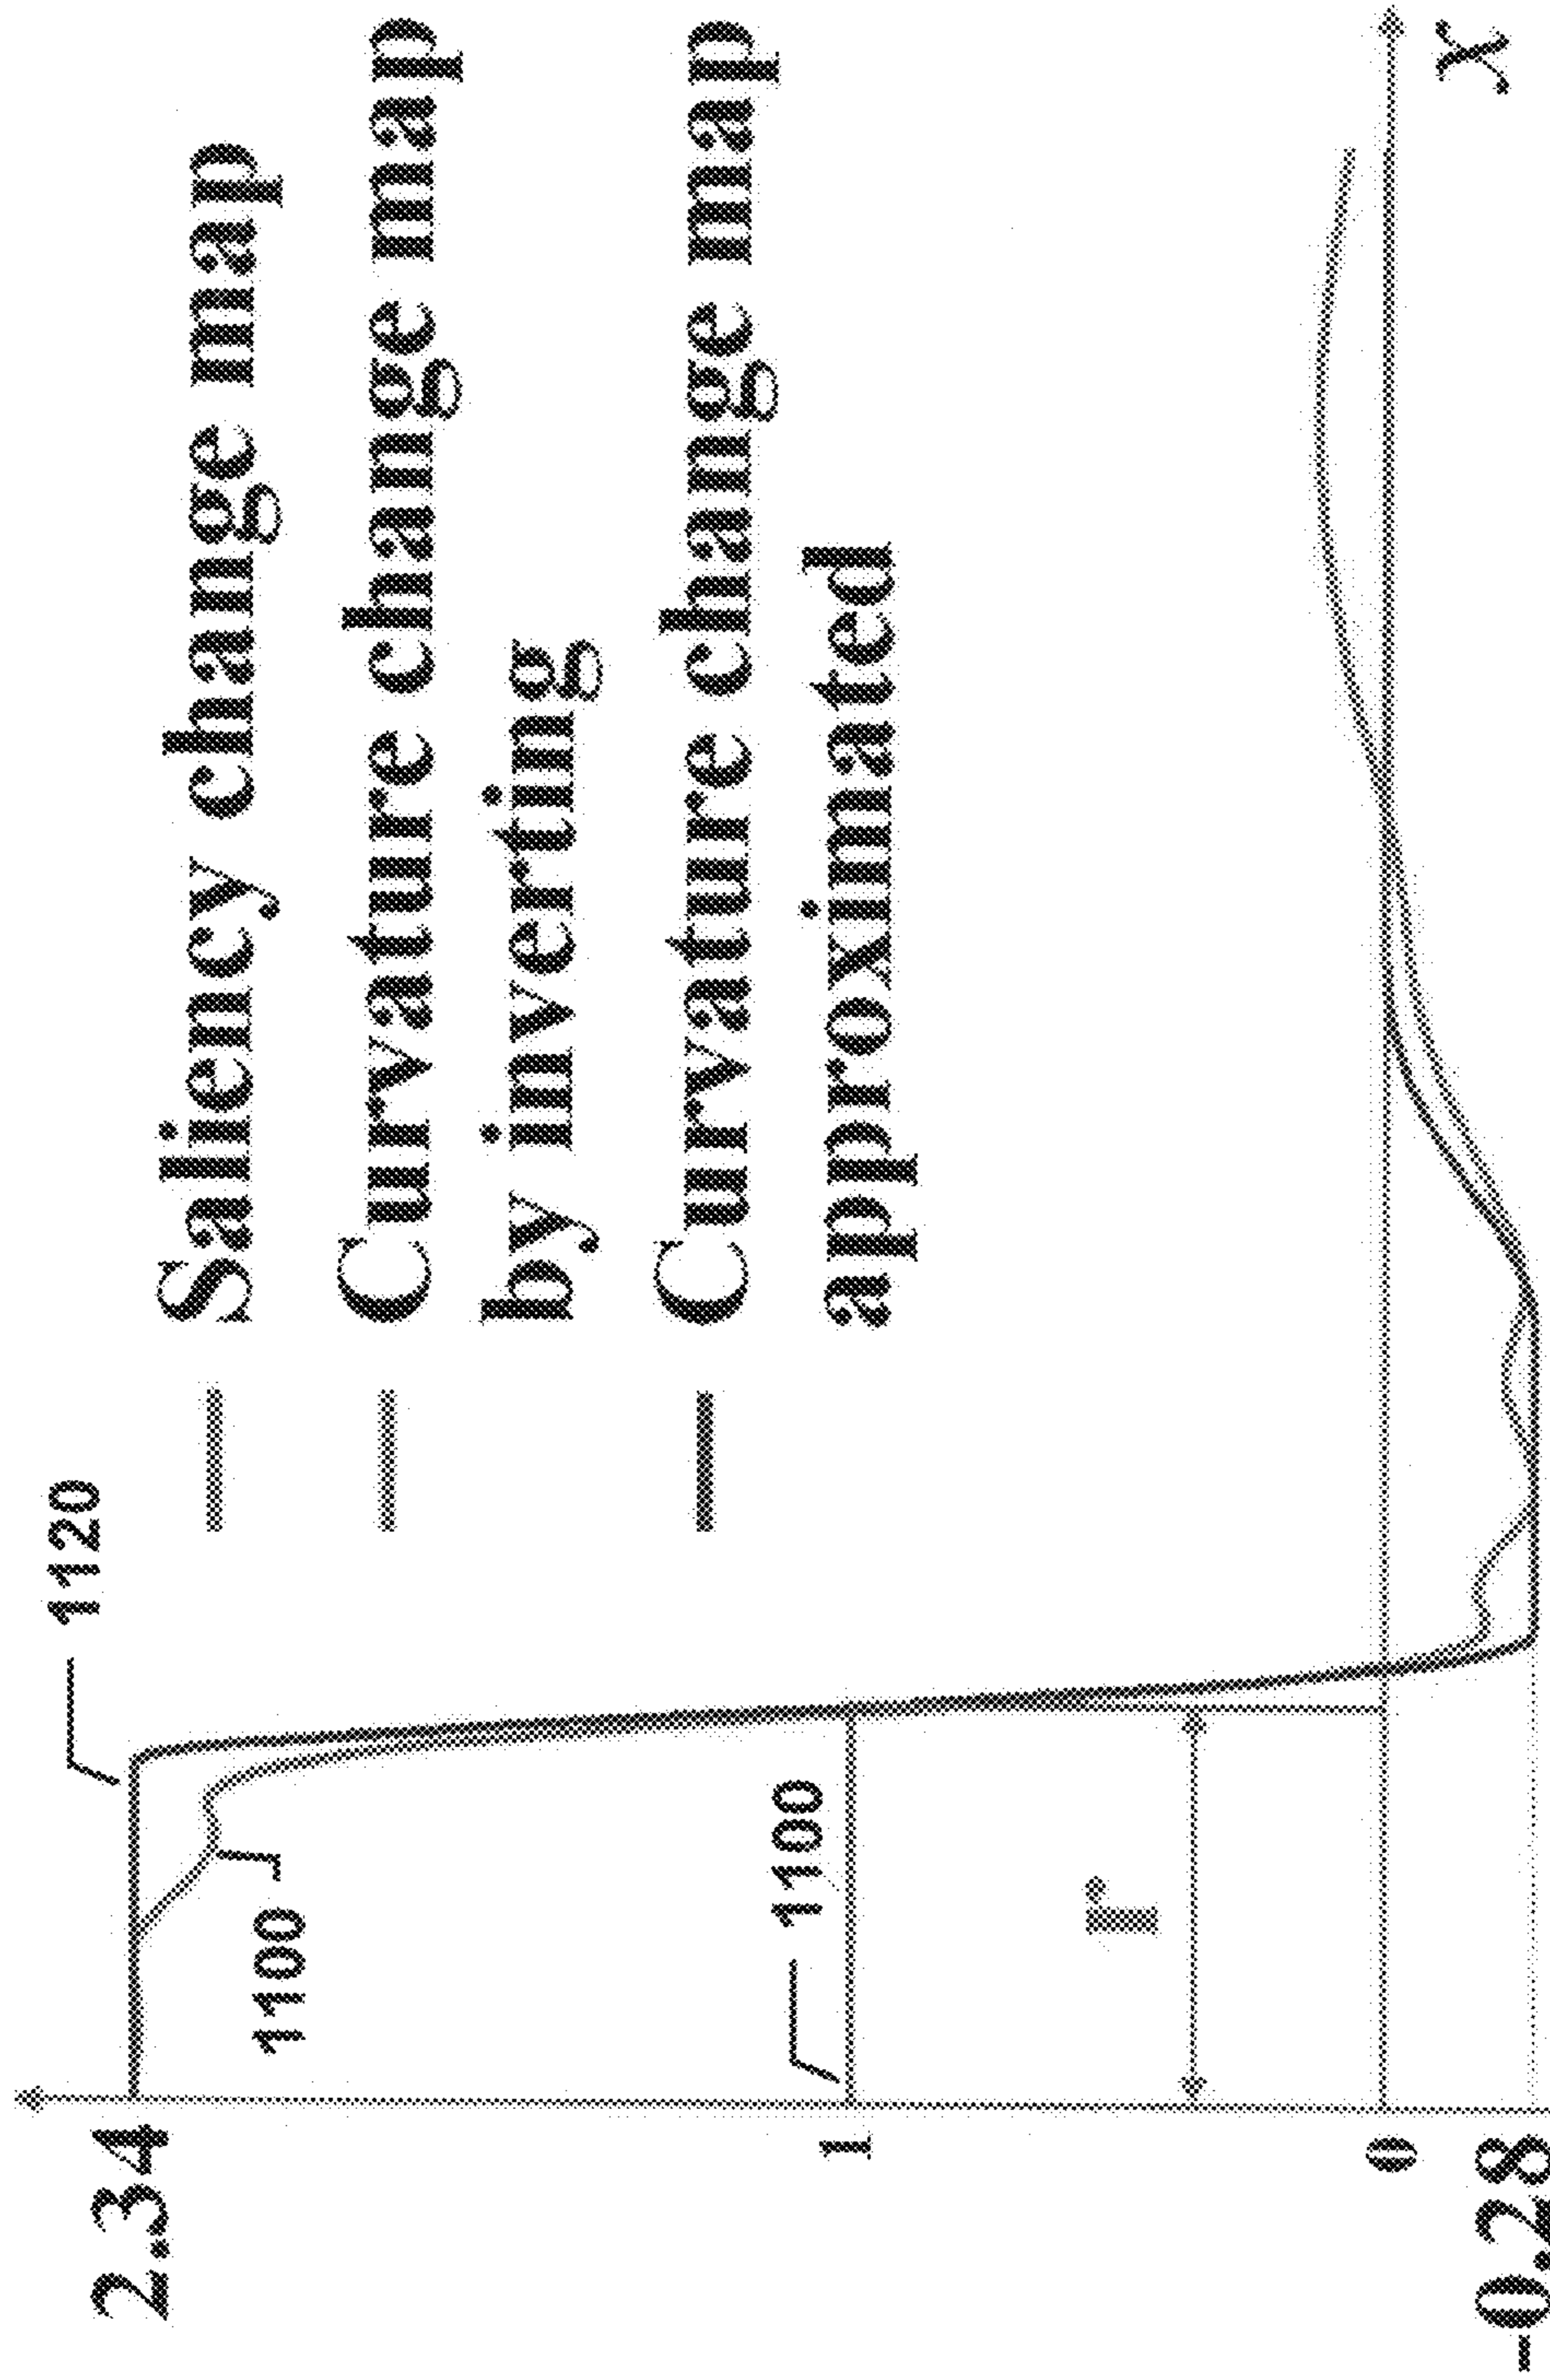 1120
2.34
Saliency change map
1100
Curvature change map
by inverting
Curvature change map
approximated
1100
1
r
0
x
-0.28